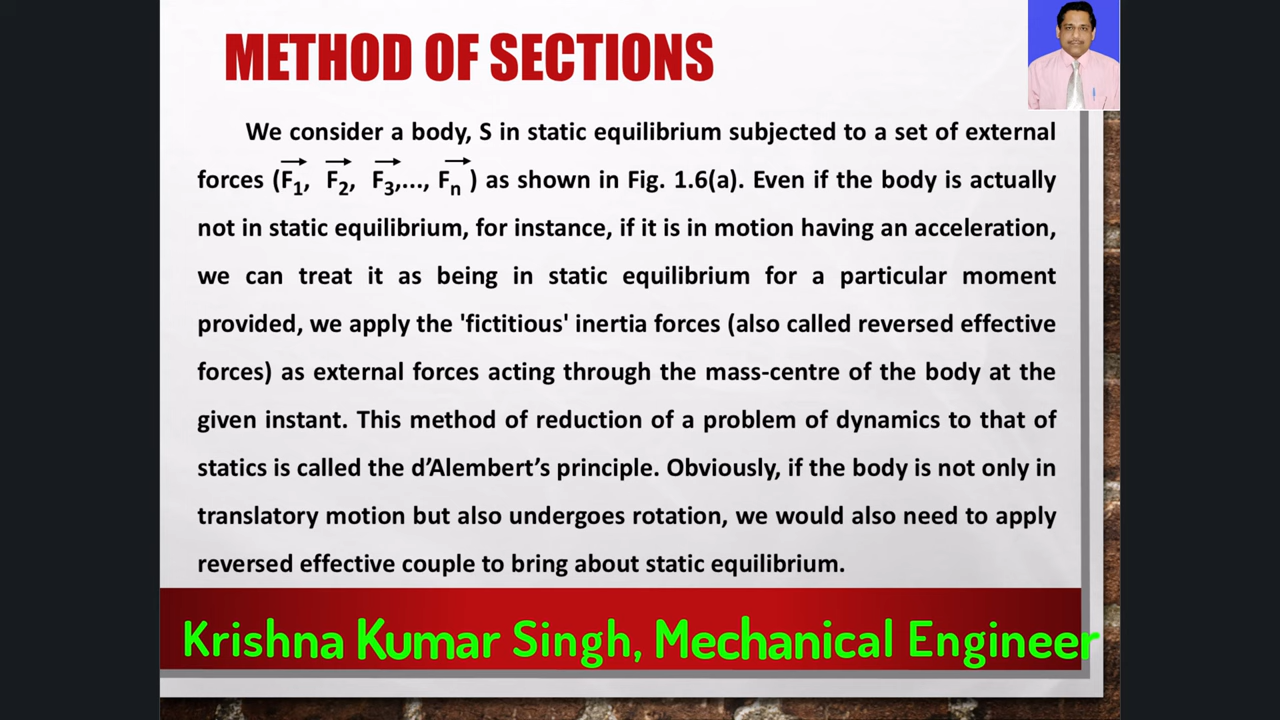 METHOD OF SECTIONS
We consider a body, S in static equilibrium subjected to a set of external
forces (F⃗₁, F⃗₂, F⃗₃,..., F⃗ₙ ) as shown in Fig. 1.6(a). Even if the body is actually
not in static equilibrium, for instance, if it is in motion having an acceleration,
we can treat it as being in static equilibrium for a particular moment
provided, we apply the 'fictitious' inertia forces (also called reversed effective
forces) as external forces acting through the mass-centre of the body at the
given instant. This method of reduction of a problem of dynamics to that of
statics is called the d’Alembert’s principle. Obviously, if the body is not only in
translatory motion but also undergoes rotation, we would also need to apply
reversed effective couple to bring about static equilibrium.
Krishna Kumar Singh, Mechanical Engineer